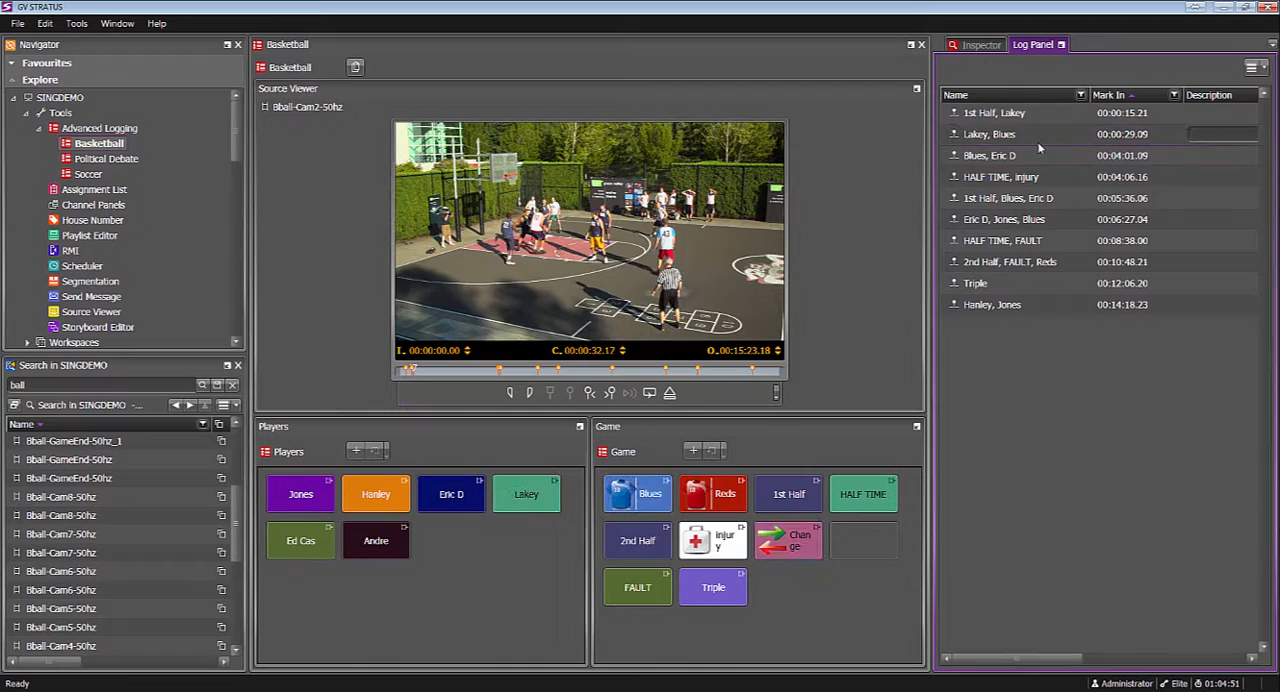 GV STRATUS
File Edit Tools Window Help
Navigator
Favourites
Explore
SINGDEMO
Tools
Advanced Logging
Basketball
Political Debate
Soccer
Assignment List
Channel Panels
House Number
Playlist Editor
RMI
Scheduler
Segmentation
Send Message
Source Viewer
Storyboard Editor
Workspaces
Search in SINGDEMO
ball
Search in SINGDEMO -...
Name
Bball-GameEnd-50hz_1
Bball-GameEnd-50hz
Bball-GameEnd-50hz
Bball-Cam8-50hz
Bball-Cam8-50hz
Bball-Cam7-50hz
Bball-Cam7-50hz
Bball-Cam6-50hz
Bball-Cam6-50hz
Bball-Cam5-50hz
Bball-Cam5-50hz
Bball-Cam4-50hz
Basketball
Basketball
Source Viewer
Bball-Cam2-50hz
I. 00:00:00.00 C. 00:00:32.17 O. 00:15:23.18
Players
Players
Jones Hanley Eric D Lakey
Ed Cas Andre
Game
Game
Blues Reds 1st Half HALF TIME
2nd Half injur
y Chan
ge
FAULT Triple
Inspector Log Panel
Name Mark In Description
1st Half, Lakey 00:00:15.21
Lakey, Blues 00:00:29.09
Blues, Eric D 00:04:01.09
HALF TIME, injury 00:04:06.16
1st Half, Blues, Eric D 00:05:36.06
Eric D, Jones, Blues 00:06:27.04
HALF TIME, FAULT 00:08:38.00
2nd Half, FAULT, Reds 00:10:48.21
Triple 00:12:06.20
Hanley, Jones 00:14:18.23
Ready
Administrator Elite 01:04:51